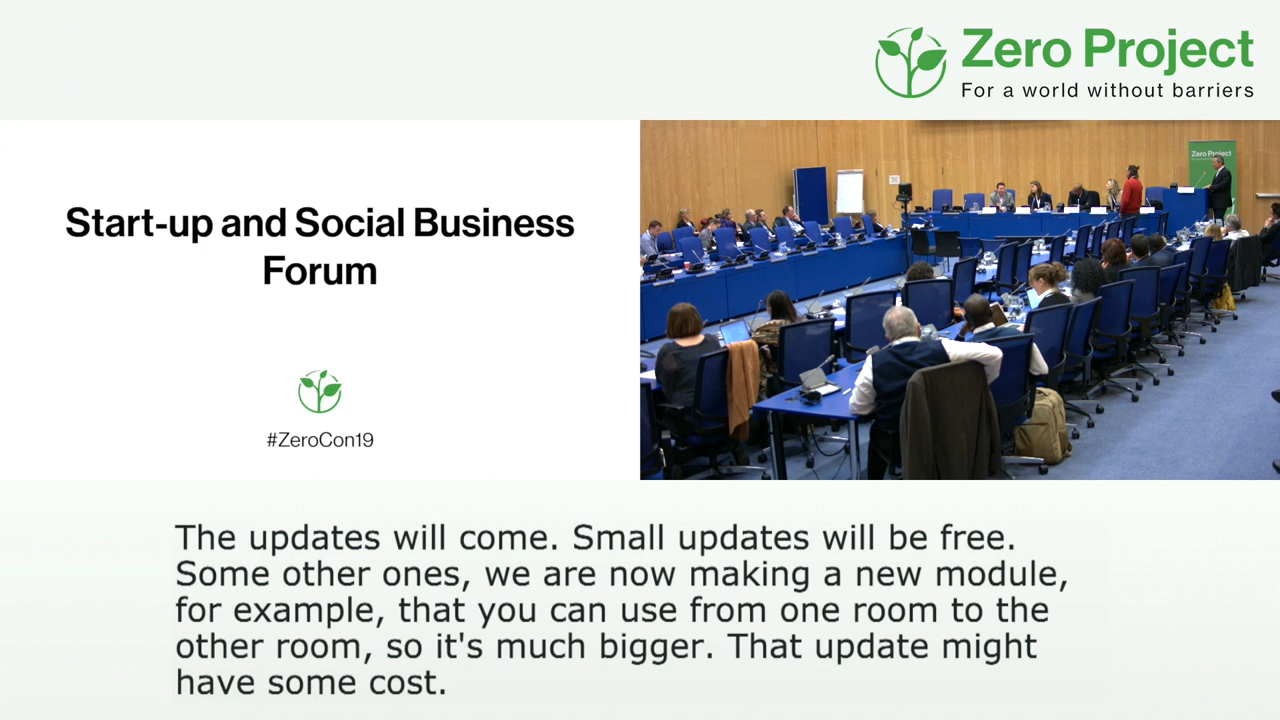 Zero Project
For a world without barriers
Start-up and Social Business
Forum
#ZeroCon19
Zero Project
The updates will come. Small updates will be free.
Some other ones, we are now making a new module,
for example, that you can use from one room to the
other room, so it's much bigger. That update might
have some cost.